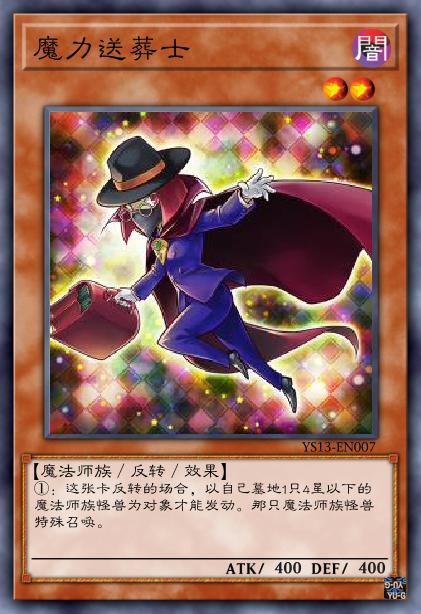 魔力送葬士
闇
YS13-EN007
【魔法师族／反转／效果】
①：这张卡反转的场合，以自己墓地1只4星以下的
魔法师族怪兽为对象才能发动。那只魔法师族怪兽
特殊召唤。
ATK/ 400 DEF/ 400